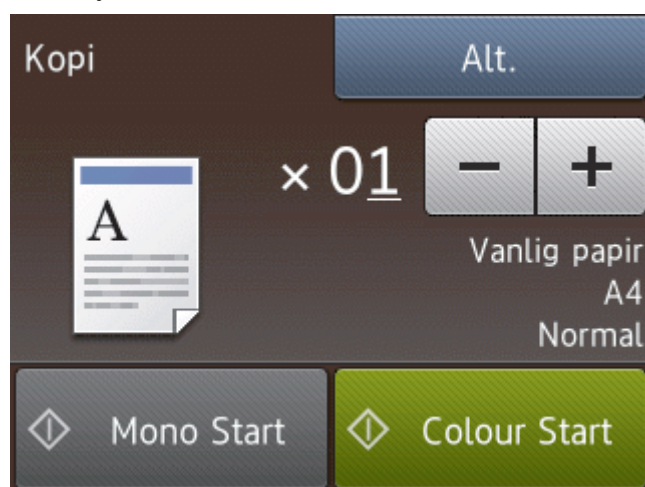 Kopi
Alt.
× 01
− +
A
Vanlig papir
A4
Normal
Mono Start
Colour Start